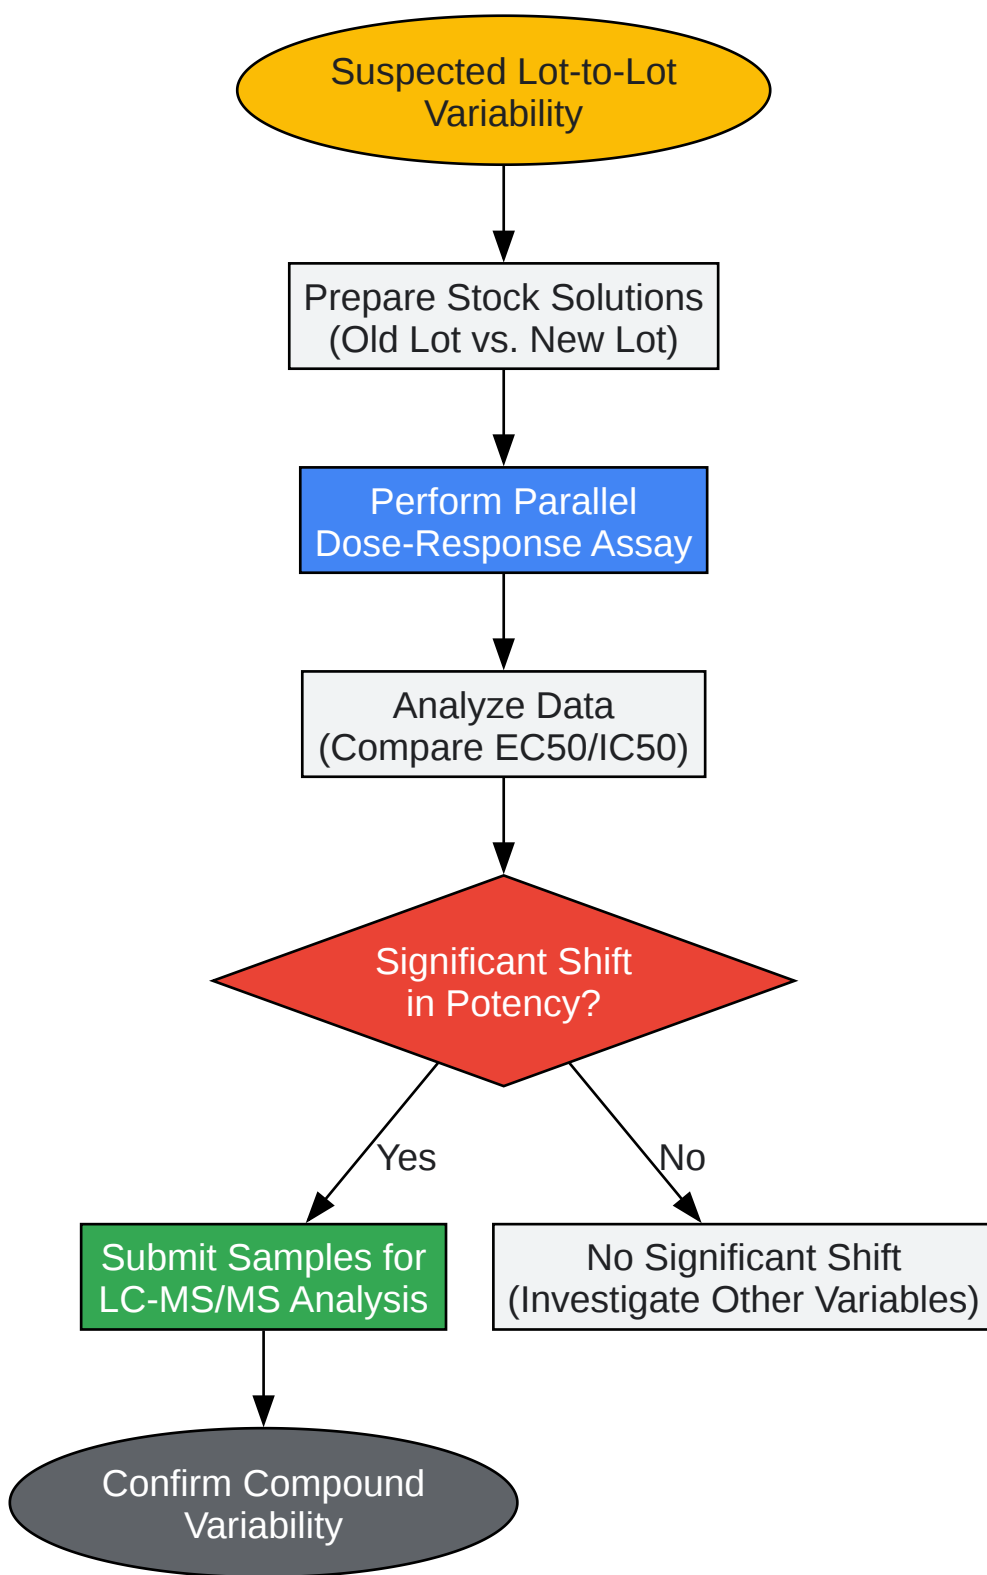 Suspected Lot-to-Lot
Variability
Prepare Stock Solutions
(Old Lot vs. New Lot)
Perform Parallel
Dose-Response Assay
Analyze Data
(Compare EC50/IC50)
Significant Shift
in Potency?
Yes
No
Submit Samples for
LC-MS/MS Analysis
No Significant Shift
(Investigate Other Variables)
Confirm Compound
Variability